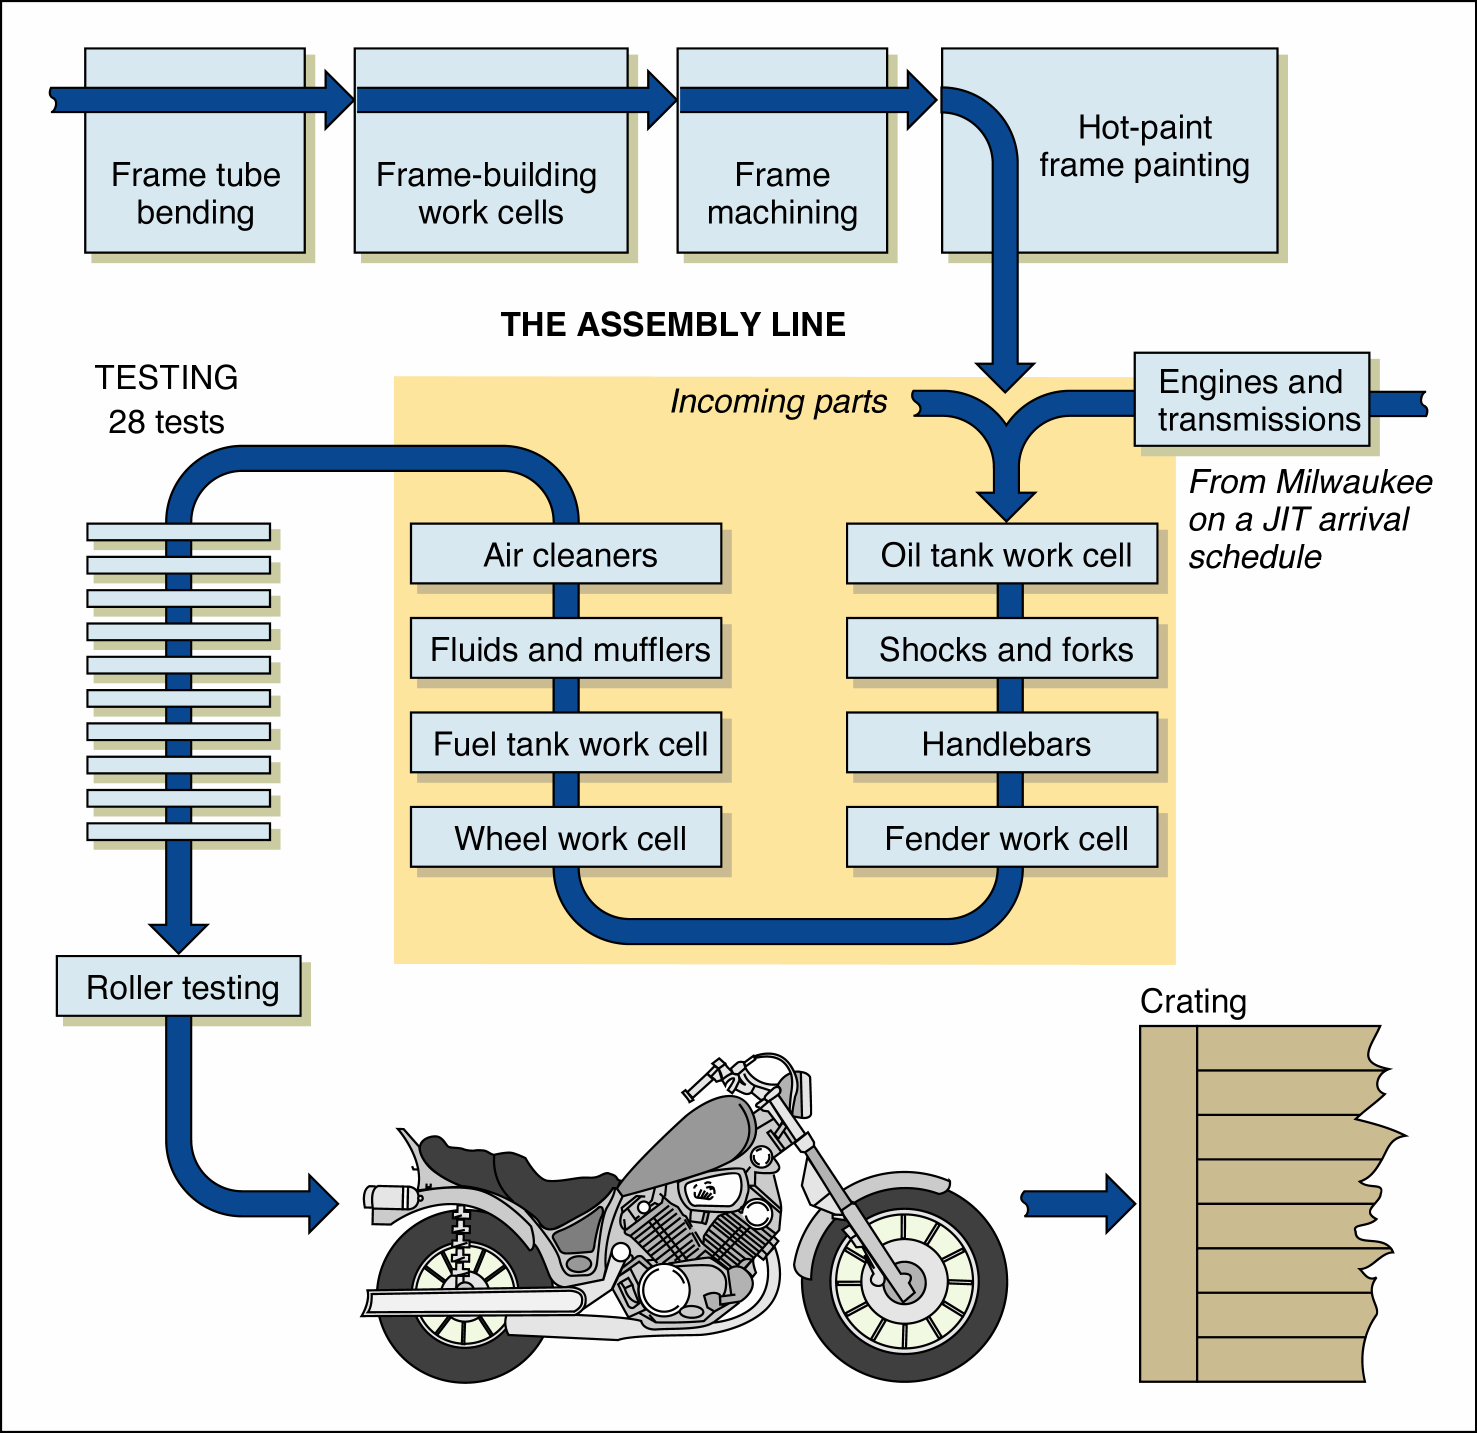 Frame tube
bending
Frame-building
work cells
Frame
machining
Hot-paint
frame painting
THE ASSEMBLY LINE
TESTING
28 tests
Incoming parts
Engines and
transmissions
From Milwaukee
on a JIT arrival
schedule
Air cleaners
Oil tank work cell
Fluids and mufflers
Shocks and forks
Fuel tank work cell
Handlebars
Wheel work cell
Fender work cell
Roller testing
Crating